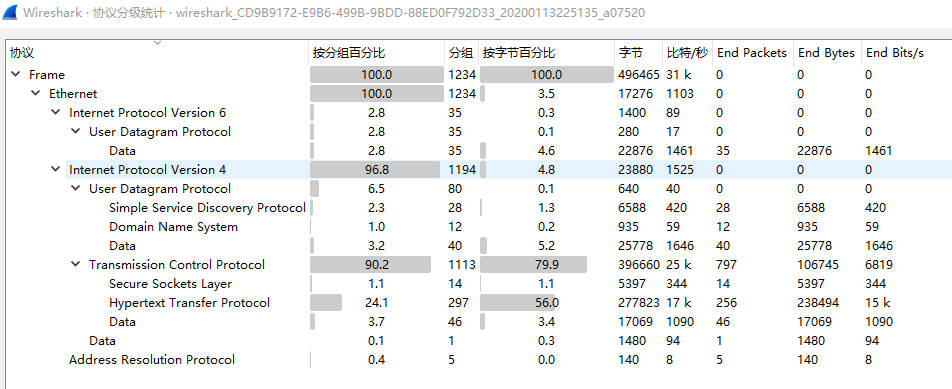 Wireshark · 协议分级统计 · wireshark_CD9B9172-E9B6-499B-9BDD-88ED0F792D33_20200113225135_a07520
协议 按分组百分比 分组 按字节百分比 字节 比特/秒 End Packets End Bytes End Bits/s
Frame 100.0 1234 100.0 496465 31 k 0 0 0
Ethernet 100.0 1234 3.5 17276 1103 0 0 0
Internet Protocol Version 6 2.8 35 0.3 1400 89 0 0 0
User Datagram Protocol 2.8 35 0.1 280 17 0 0 0
Data 2.8 35 4.6 22876 1461 35 22876 1461
Internet Protocol Version 4 96.8 1194 4.8 23880 1525 0 0 0
User Datagram Protocol 6.5 80 0.1 640 40 0 0 0
Simple Service Discovery Protocol 2.3 28 1.3 6588 420 28 6588 420
Domain Name System 1.0 12 0.2 935 59 12 935 59
Data 3.2 40 5.2 25778 1646 40 25778 1646
Transmission Control Protocol 90.2 1113 79.9 396660 25 k 797 106745 6819
Secure Sockets Layer 1.1 14 1.1 5397 344 14 5397 344
Hypertext Transfer Protocol 24.1 297 56.0 277823 17 k 256 238494 15 k
Data 3.7 46 3.4 17069 1090 46 17069 1090
Data 0.1 1 0.3 1480 94 1 1480 94
Address Resolution Protocol 0.4 5 0.0 140 8 5 140 8